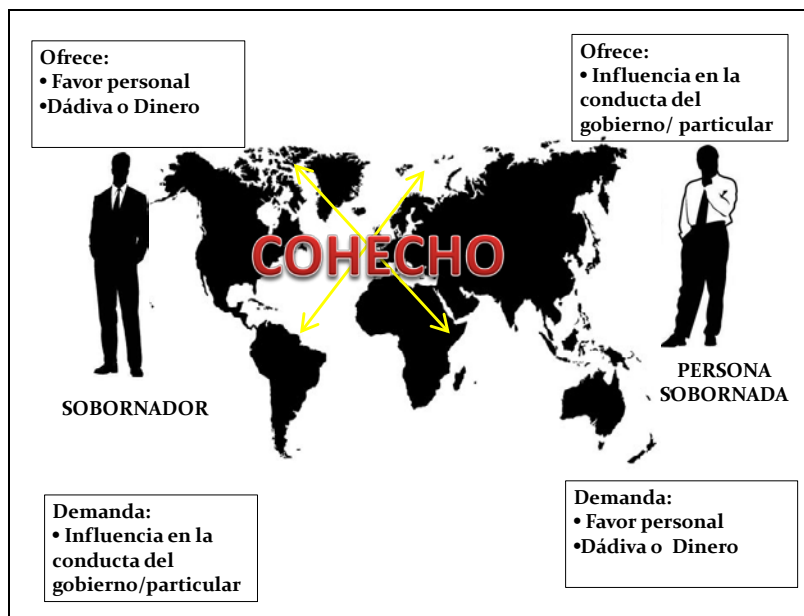 Ofrece:
• Favor personal
•Dádiva o Dinero
Ofrece:
• Influencia en la
conducta del
gobierno/ particular
COHECHO
SOBORNADOR
PERSONA
SOBORNADA
Demanda:
• Influencia en la
conducta del
gobierno/particular
Demanda:
• Favor personal
•Dádiva o Dinero